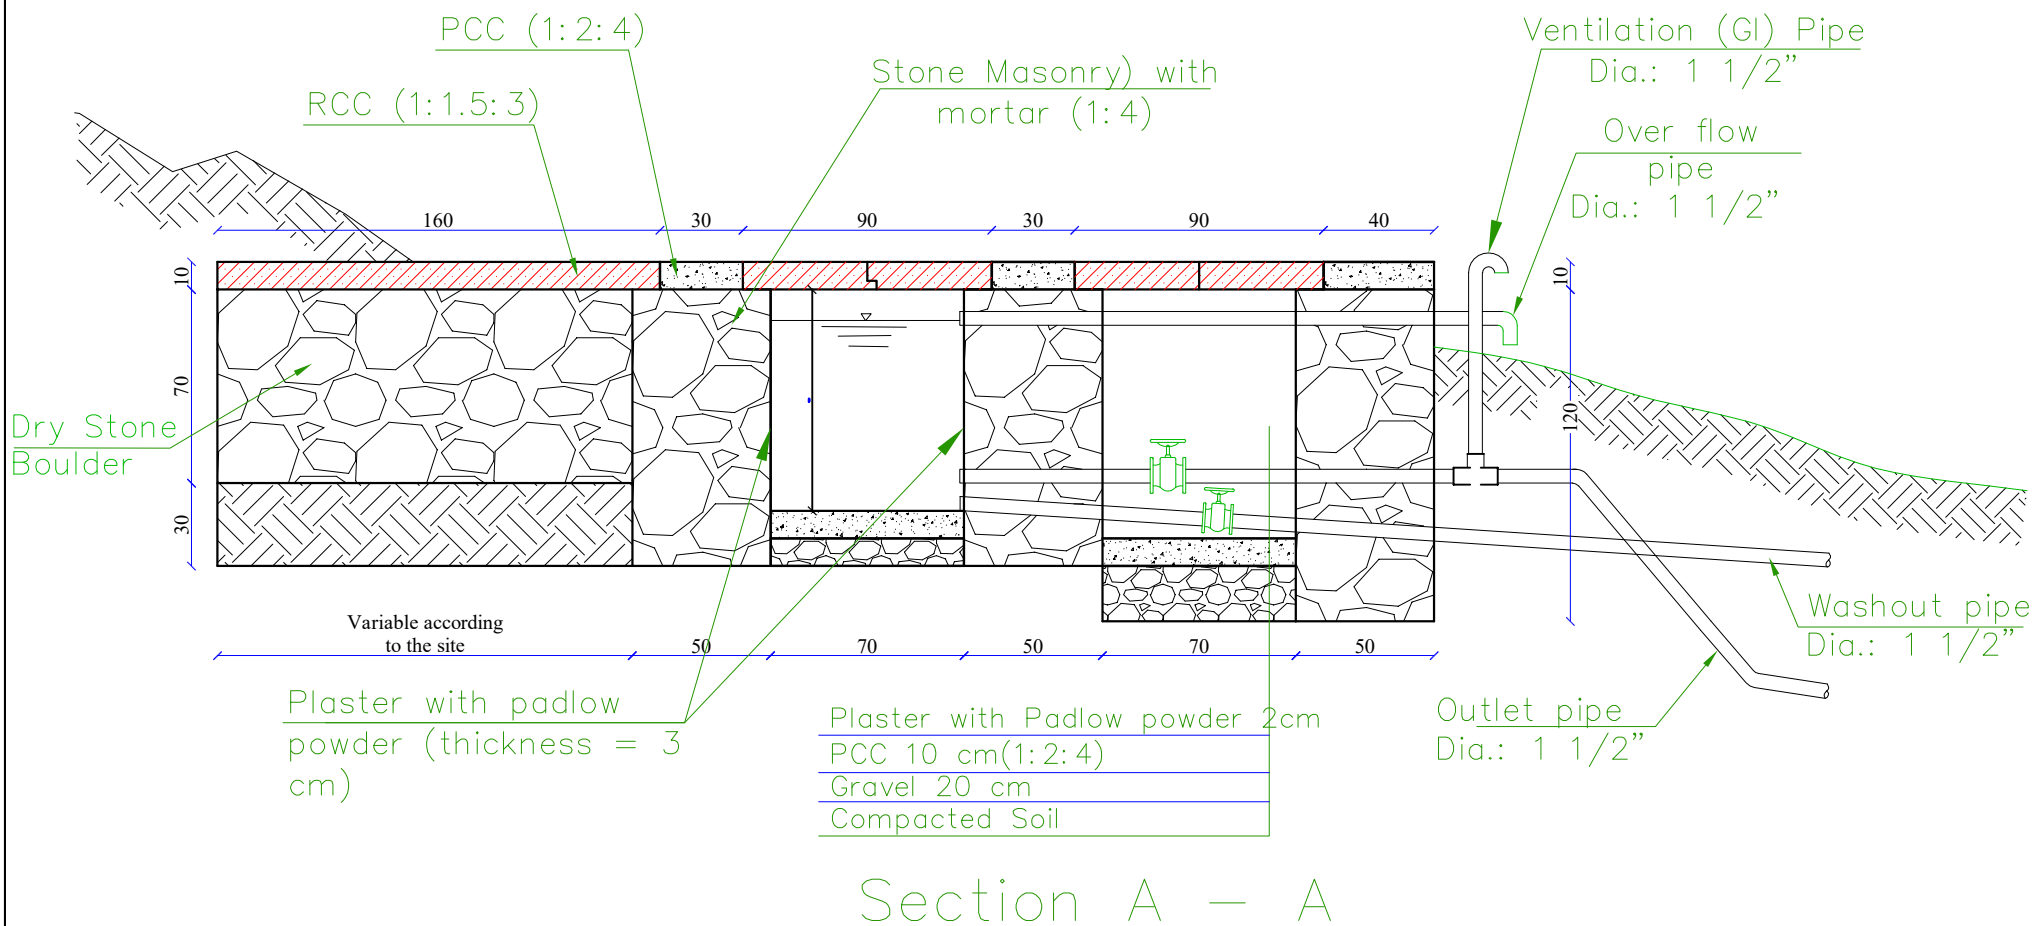 PCC (1:2:4)
Ventilation (GI) Pipe
Dia.: 1 1/2"
Stone Masonry) with
mortar (1:4)
RCC (1:1.5:3)
Over flow
pipe
Dia.: 1 1/2"
160
30
90
30
90
40
10
10
70
120
Dry Stone
Boulder
30
Variable according
to the site
50
70
50
70
50
Washout pipe
Dia.: 1 1/2"
Plaster with padlow
powder (thickness = 3
cm)
Plaster with Padlow powder 2cm
PCC 10 cm(1:2:4)
Gravel 20 cm
Compacted Soil
Outlet pipe
Dia.: 1 1/2"
Section A - A